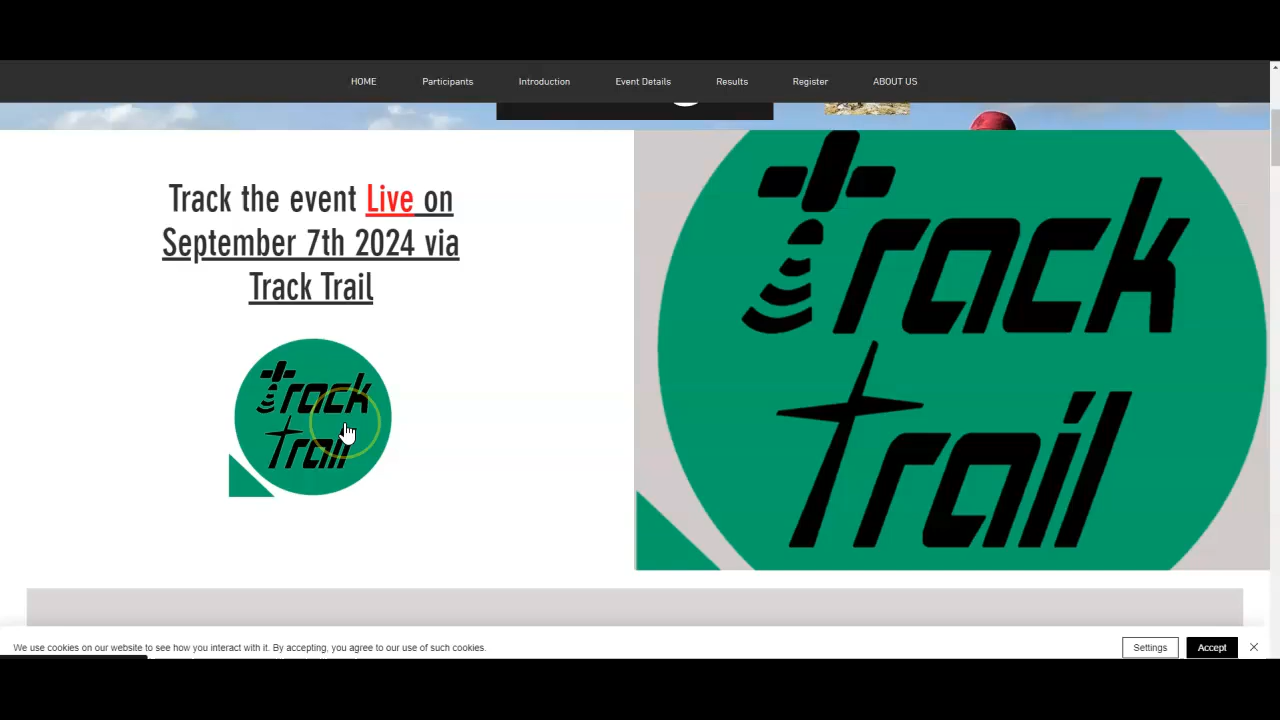 HOME Participants Introduction Event Details Results Register ABOUT US
Track the event Live on
September 7th 2024 via
Track Trail
track
trail
track
trail
We use cookies on our website to see how you interact with it. By accepting, you agree to our use of such cookies.
Settings Accept